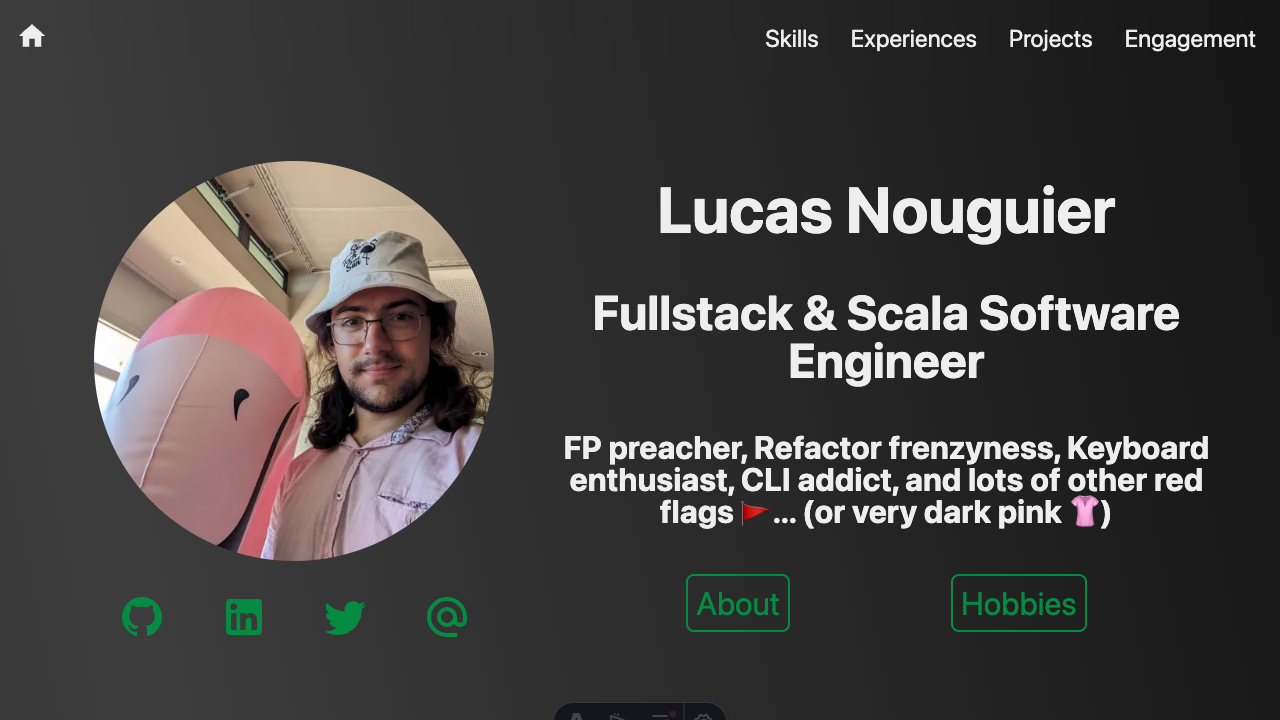 Skills Experiences Projects Engagement
Lucas Nouguier
Fullstack & Scala Software
Engineer
FP preacher, Refactor frenzyness, Keyboard
enthusiast, CLI addict, and lots of other red
flags 🚩... (or very dark pink 👚)
About Hobbies